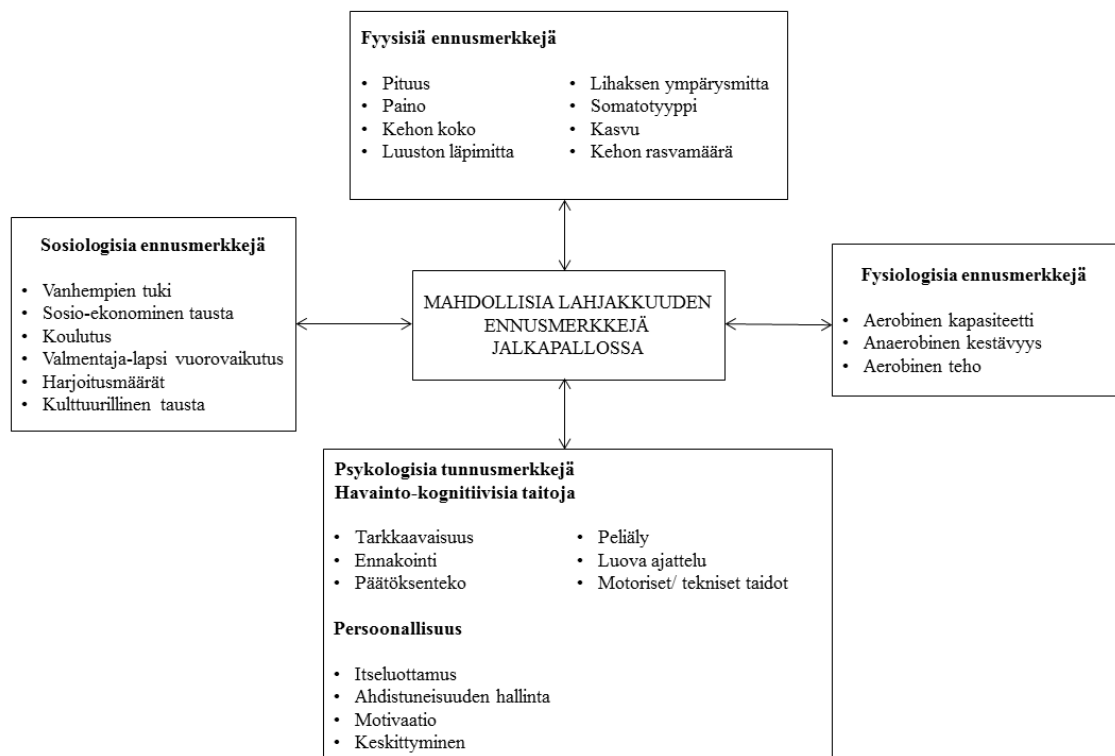 Fyysisiä ennusmerkkejä
• Pituus
• Paino
• Kehon koko
• Luuston läpimitta
• Lihaksen ympärysmitta
• Somatotyyppi
• Kasvu
• Kehon rasvamäärä
Sosiologisia ennusmerkkejä
• Vanhempien tuki
• Sosio-ekonominen tausta
• Koulutus
• Valmentaja-lapsi vuorovaikutus
• Harjoitusmäärät
• Kulttuurillinen tausta
MAHDOLLISIA LAHJAKKUUDEN
ENNUSMERKKEJÄ
JALKAPALLOSSA
Fysiologisia ennusmerkkejä
• Aerobinen kapasiteetti
• Anaerobinen kestävyys
• Aerobinen teho
Psykologisia tunnusmerkkejä
Havainto-kognitiivisia taitoja
• Tarkkaavaisuus
• Ennakointi
• Päätöksenteko
• Peliäly
• Luova ajattelu
• Motoriset/ tekniset taidot
Persoonallisuus
• Itseluottamus
• Ahdistuneisuuden hallinta
• Motivaatio
• Keskittyminen